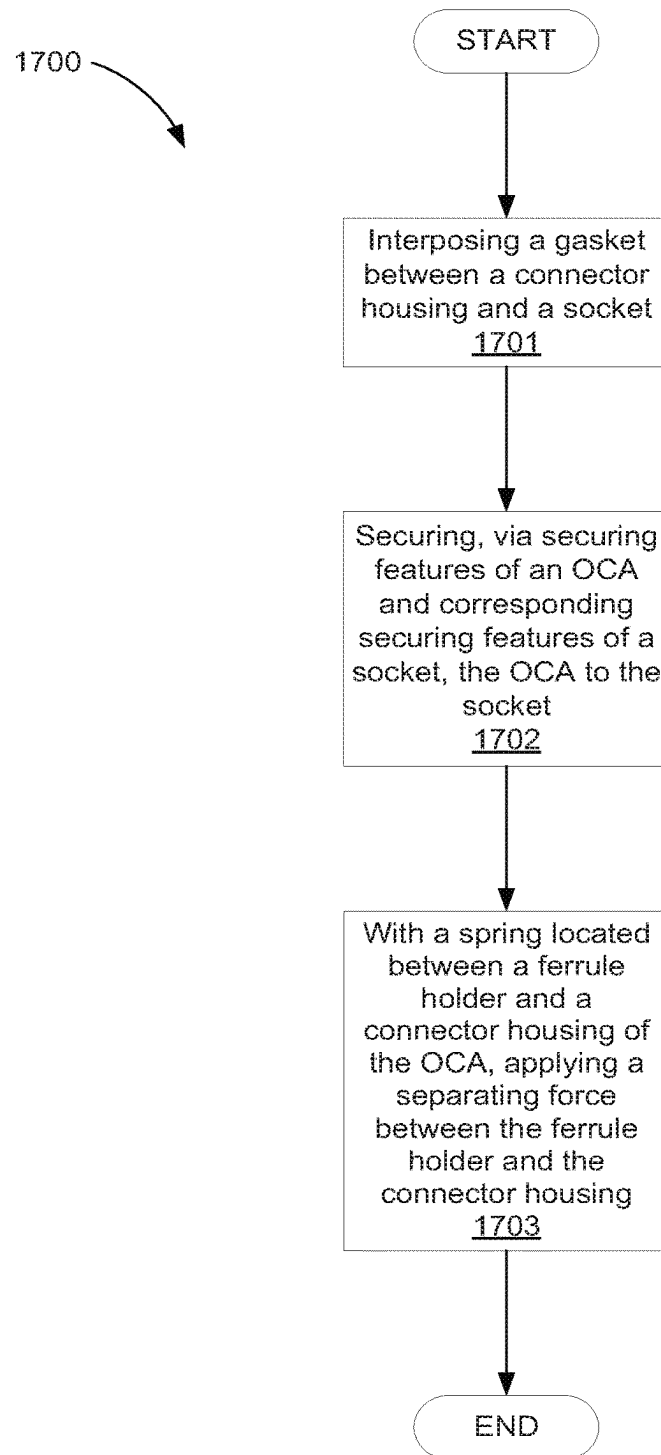 START
1700
Interposing a gasket
between a connector
housing and a socket
1701
Securing, via securing
features of an OCA
and corresponding
securing features of a
socket, the OCA to the
socket
1702
With a spring located
between a ferrule
holder and a
connector housing of
the OCA, applying a
separating force
between the ferrule
holder and the
connector housing
1703
END